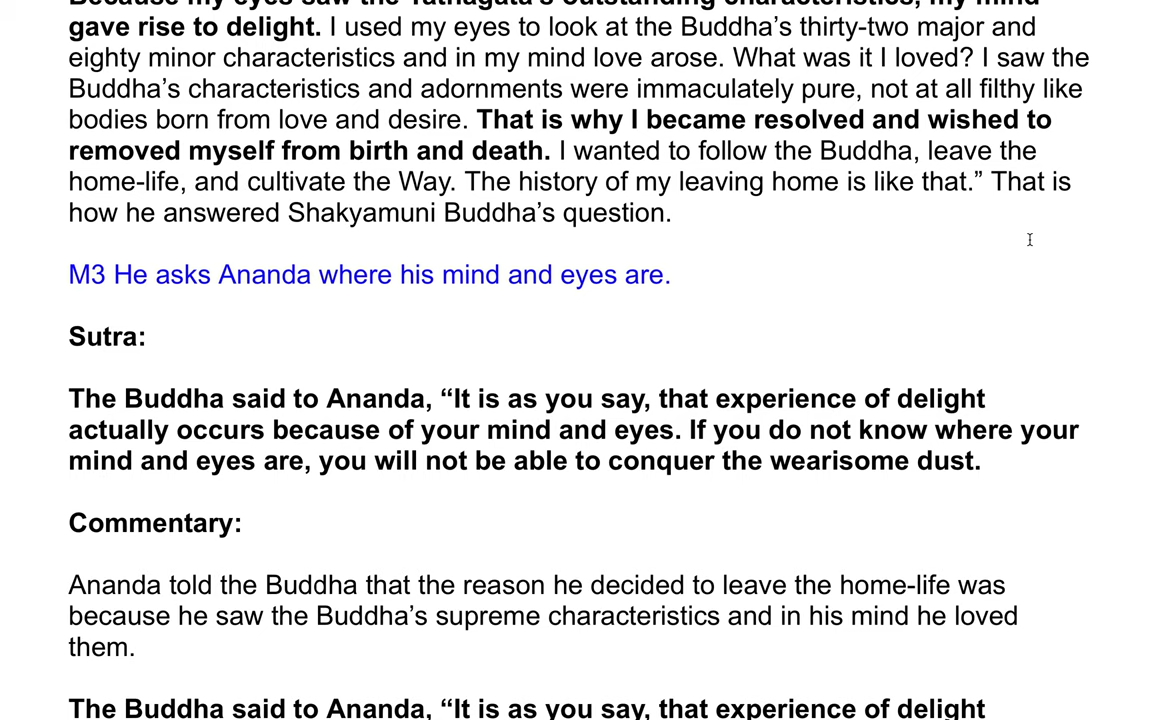 Because my eyes saw the Tathagata's outstanding characteristics, my mind
gave rise to delight. I used my eyes to look at the Buddha’s thirty-two major and
eighty minor characteristics and in my mind love arose. What was it I loved? I saw the
Buddha’s characteristics and adornments were immaculately pure, not at all filthy like
bodies born from love and desire. That is why I became resolved and wished to
removed myself from birth and death. I wanted to follow the Buddha, leave the
home-life, and cultivate the Way. The history of my leaving home is like that.” That is
how he answered Shakyamuni Buddha’s question.
M3 He asks Ananda where his mind and eyes are.
Sutra:
The Buddha said to Ananda, “It is as you say, that experience of delight
actually occurs because of your mind and eyes. If you do not know where your
mind and eyes are, you will not be able to conquer the wearisome dust.
Commentary:
Ananda told the Buddha that the reason he decided to leave the home-life was
because he saw the Buddha’s supreme characteristics and in his mind he loved
them.
The Buddha said to Ananda, “It is as you say, that experience of delight